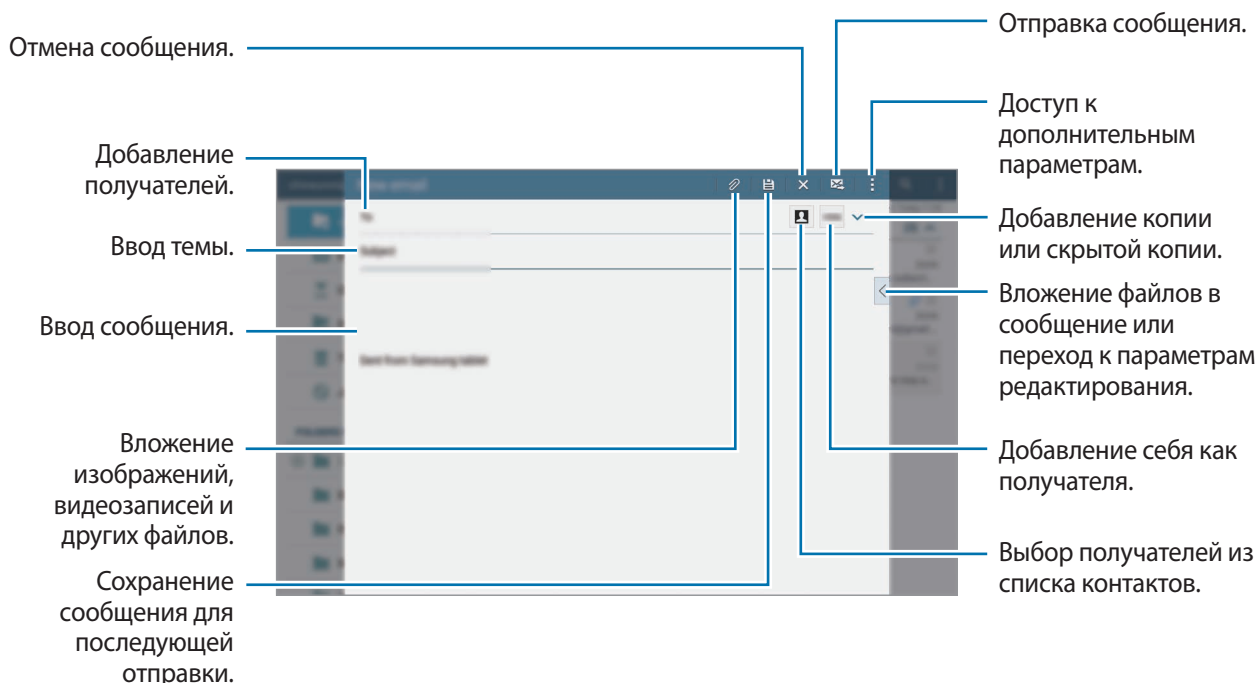 Отмена сообщения.
Добавление
получателей.
Ввод темы.
Ввод сообщения.
Вложение
изображений,
видеозаписей и
других файлов.
Сохранение
сообщения для
последующей
отправки.
Отправка сообщения.
Доступ к
дополнительным
параметрам.
Добавление копии
или скрытой копии.
Вложение файлов в
сообщение или
переход к параметрам
редактирования.
Добавление себя как
получателя.
Выбор получателей из
списка контактов.
Subject
Sent from Samsung tablet